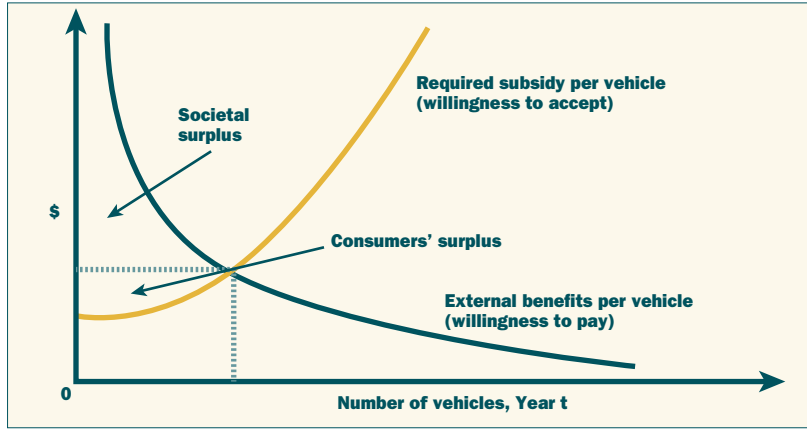 Required subsidy per vehicle
(willingness to accept)
Societal
surplus
$
Consumers’ surplus
External benefits per vehicle
(willingness to pay)
0
Number of vehicles, Year t